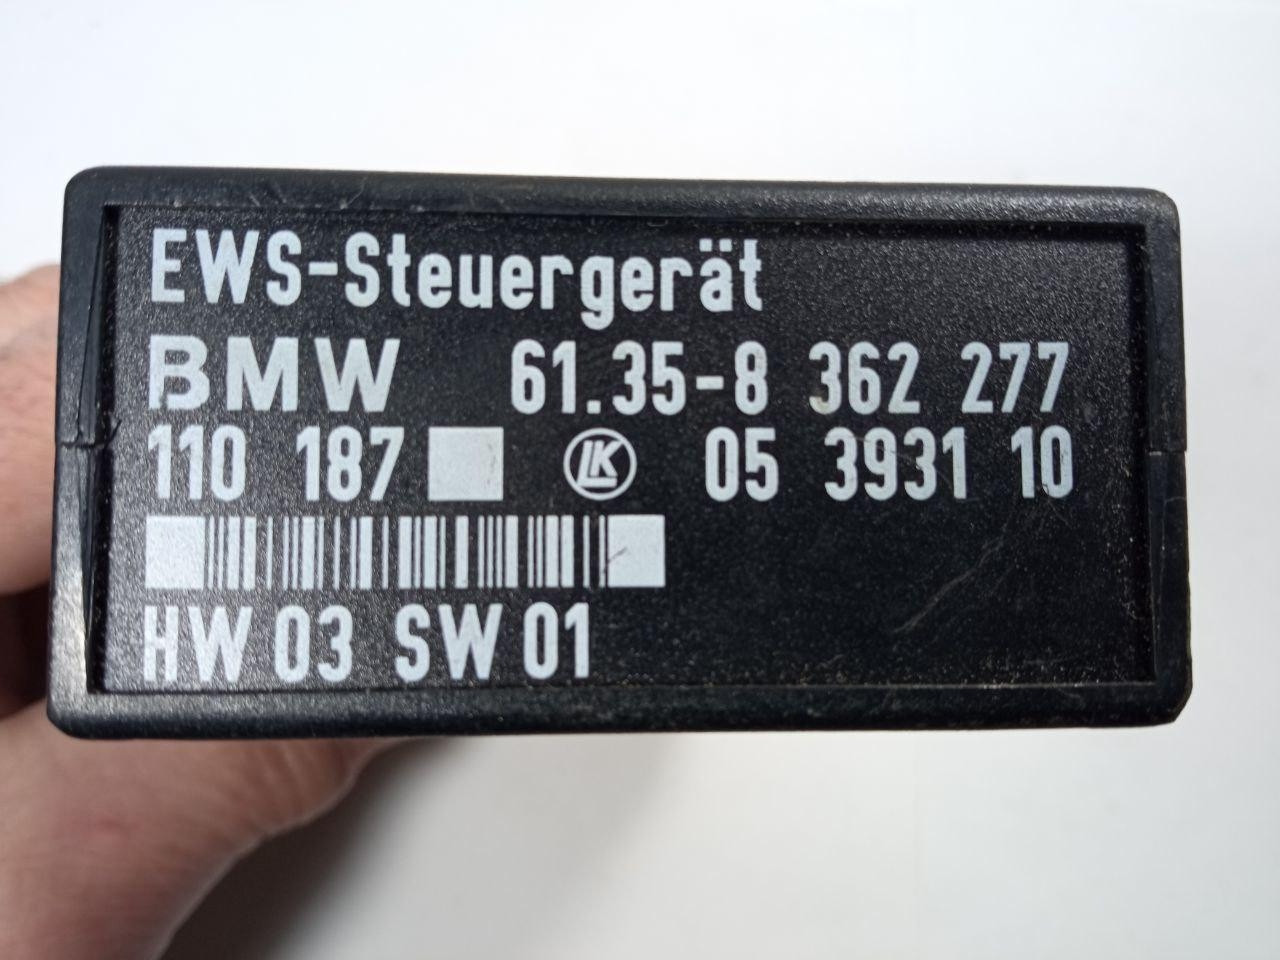 EWS-Steuergerät
BMW 61.35-8 362 277
110 187 LK 05 3931 10
HW 03 SW 01